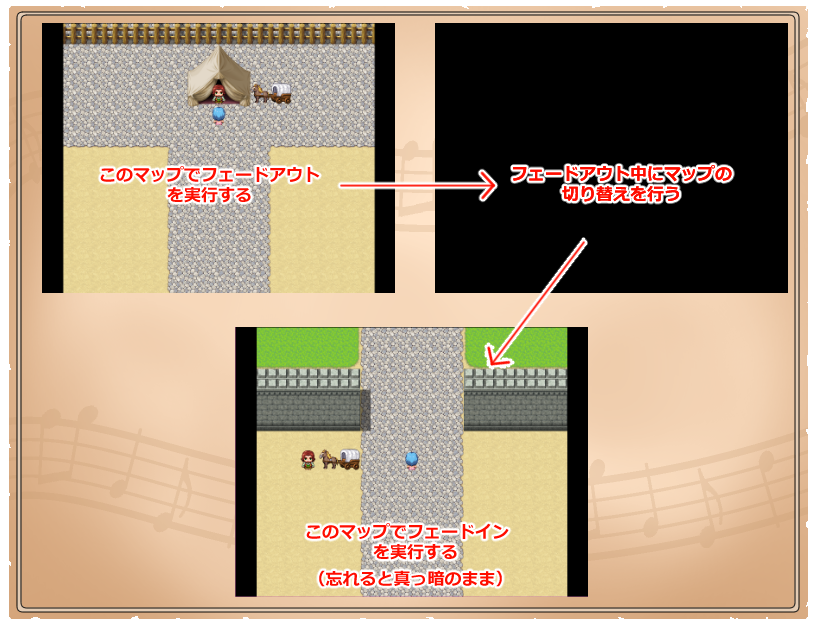 このマップでフェードアウト
を実行する
フェードアウト中にマップの
切り替えを行う
このマップでフェードイン
を実行する
（忘れると真っ暗のまま）